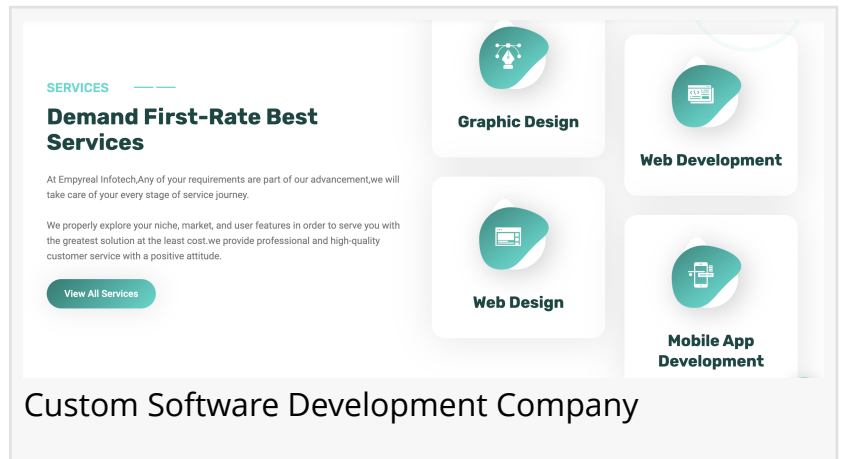 SERVICES
Demand First-Rate Best
Services
At Empyreal Infotech,Any of your requirements are part of our advancement,we will
take care of your every stage of service journey.
We properly explore your niche, market, and user features in order to serve you with
the greatest solution at the least cost.we provide professional and high-quality
customer service with a positive attitude.
View All Services
Graphic Design
Web Design
Web Development
Mobile App
Development
Custom Software Development Company